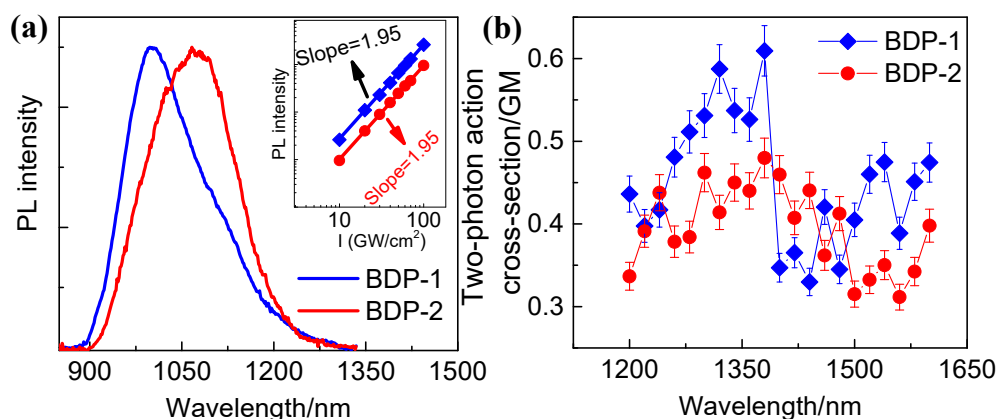 (a)
PL intensity
Slope=1.95
Slope=1.95
PL intensity
10 100
I (GW/cm²)
BDP-1
BDP-2
900 1050 1200 1350 1500
Wavelength/nm
(b)
Two-photon action
cross-section/GM
0.6
0.5
0.4
0.3
BDP-1
BDP-2
1200 1350 1500 1650
Wavelength/nm